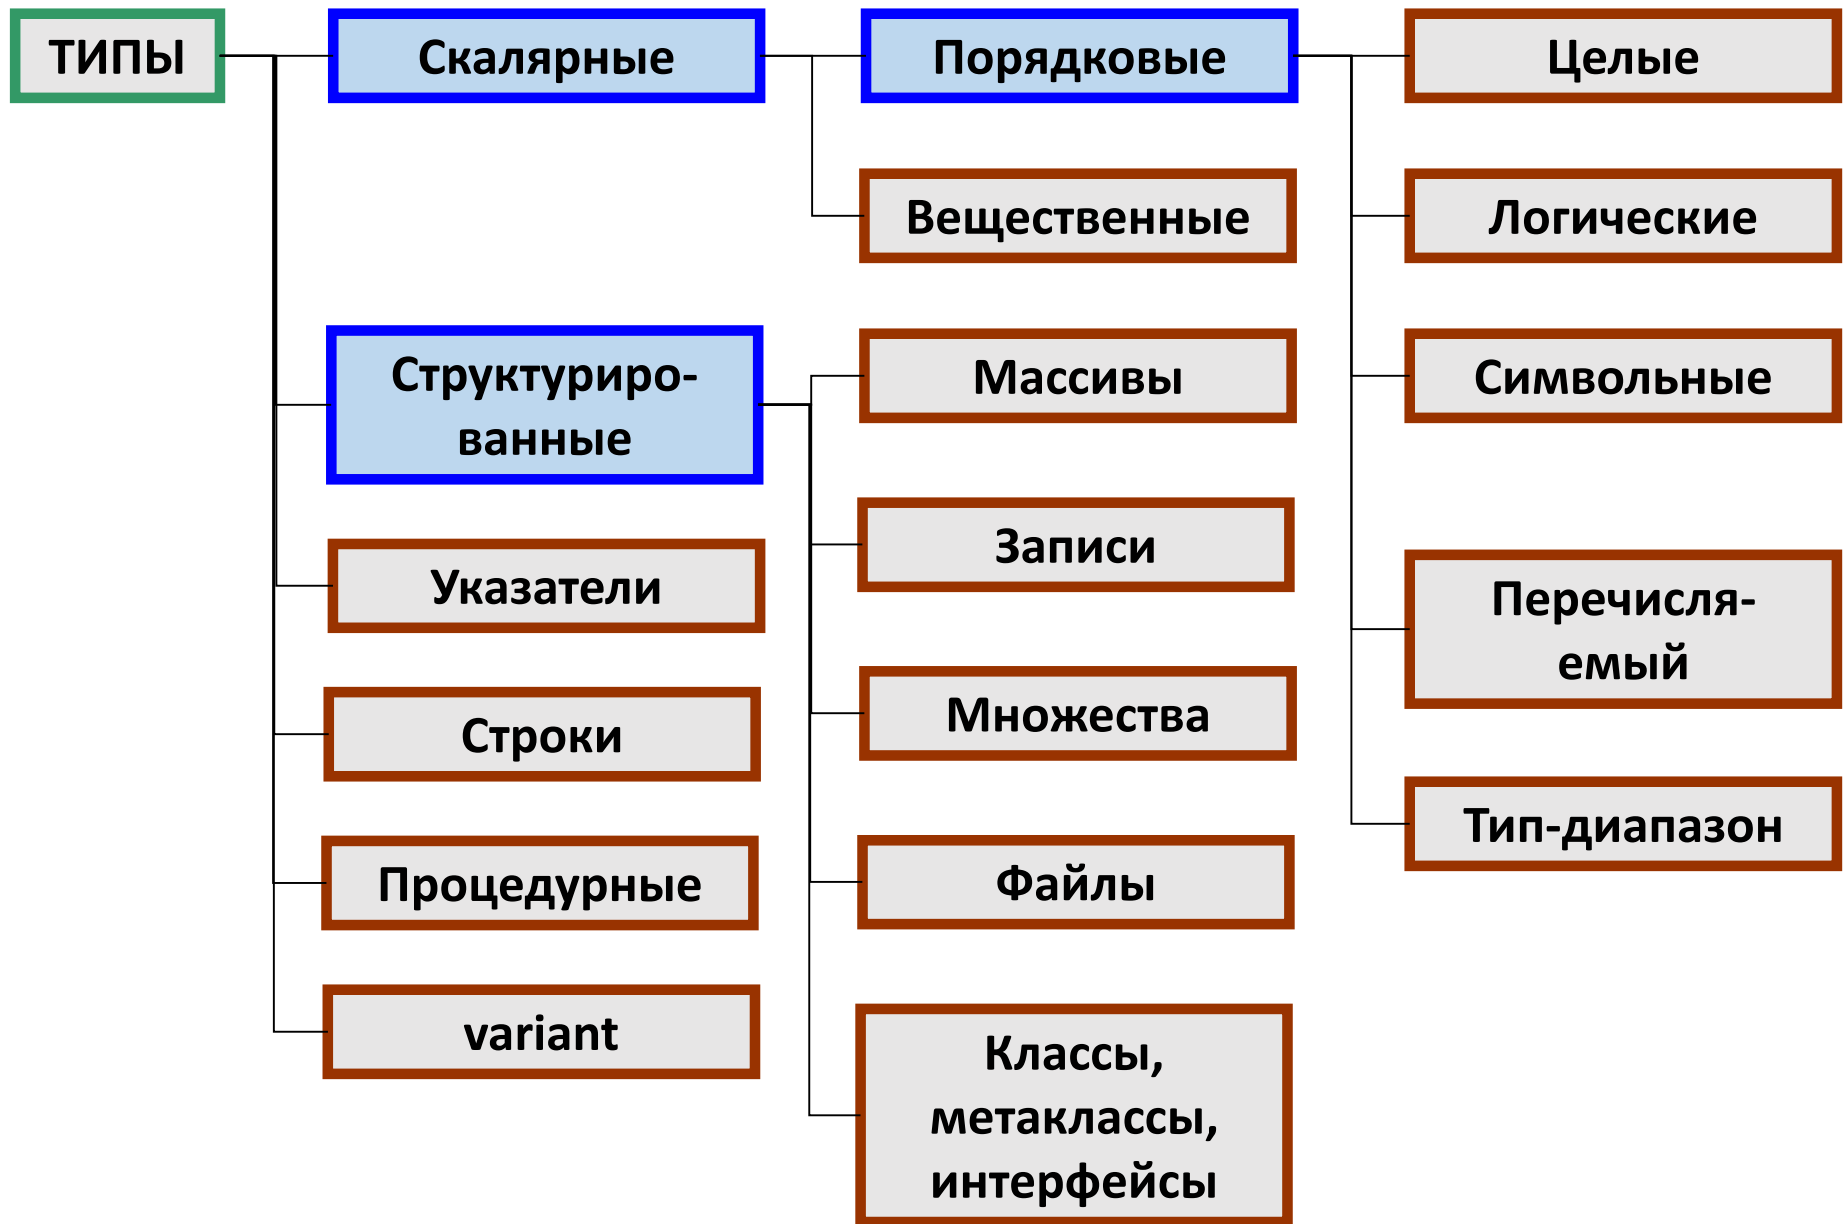 ТИПЫ
Скалярные
Порядковые
Целые
Вещественные
Логические
Структуриро-
ванные
Массивы
Символьные
Указатели
Записи
Перечисля-
емый
Строки
Множества
Тип-диапазон
Процедурные
Файлы
variant
Классы,
метаклассы,
интерфейсы